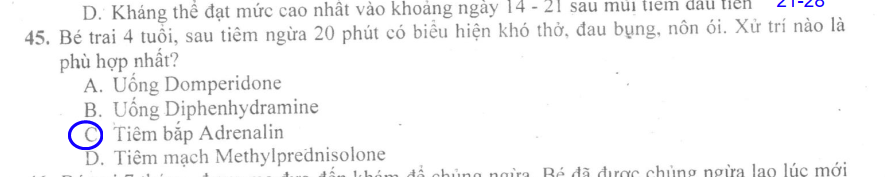 D. Kháng thể đạt mức cao nhất vào khoảng ngày 14 - 21 sau mũi tiêm đầu tiên 21-28
45. Bé trai 4 tuổi, sau tiêm ngừa 20 phút có biểu hiện khó thở, đau bụng, nôn ói. Xử trí nào là
phù hợp nhất?
A. Uống Domperidone
B. Uống Diphenhydramine
C. Tiêm bắp Adrenalin
D. Tiêm mạch Methylprednisolone
đến khám để chủng ngừa. Bé đã được chủng ngừa lao lúc mới